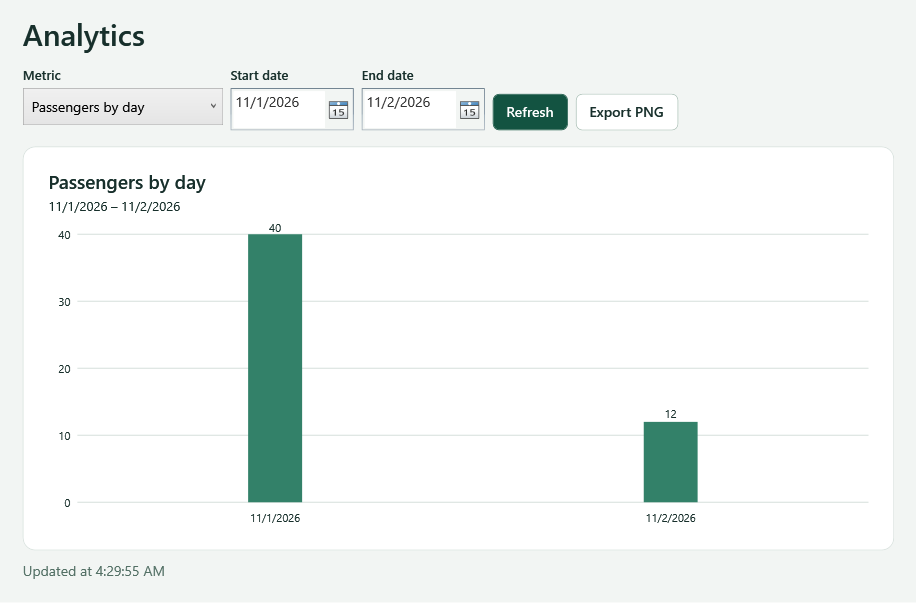 Analytics
Metric
Start date
End date
Passengers by day
11/1/2026
15
11/2/2026
15
Refresh
Export PNG
Passengers by day
11/1/2026 – 11/2/2026
40
30
20
10
0
40
12
11/1/2026
11/2/2026
Updated at 4:29:55 AM